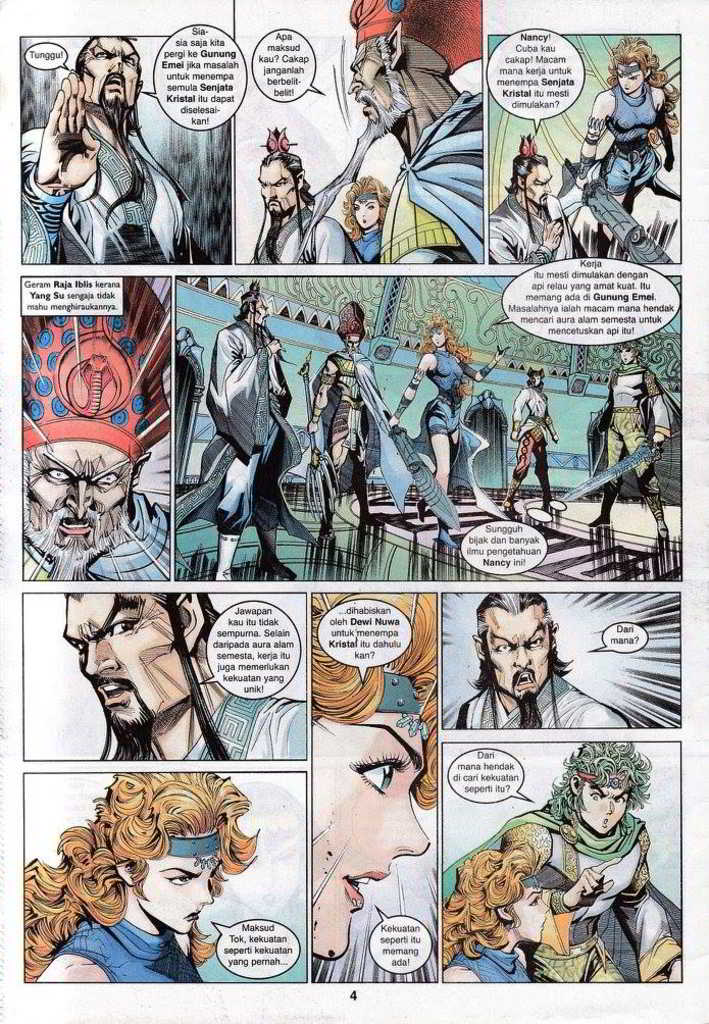 Tunggu!
Sia-
sia saja kita
pergi ke Gunung
Emei jika masalah
untuk menempa
semula Senjata
Kristal itu dapat
diselesai-
kan!
Apa
maksud
kau? Cakap
janganlah
berbelit-
belit!
Nancy!
Cuba kau
cakap! Macam
mana kerja untuk
menempa Senjata
Kristal itu mesti
dimulakan?
Geram Raja Iblis kerana
Yang Su sengaja tidak
mahu menghiraukannya.
Kerja
itu mesti dimulakan dengan
api relau yang amat kuat. Itu
memang ada di Gunung Emei.
Masalahnya ialah macam mana hendak
mencari aura alam semesta untuk
mencetuskan api itu!
Sungguh
bijak dan banyak
ilmu pengetahuan
Nancy ini!
Jawapan
kau itu tidak
sempurna. Selain
daripada aura alam
semesta, kerja itu
juga memerlukan
kekuatan yang
unik!
Maksud
Tok, kekuatan
seperti kekuatan
yang pernah...
...dihabiskan
oleh Dewi Nuwa
untuk menempa
Kristal itu dahulu
kan?
Kekuatan
seperti itu
memang
ada!
Dari
mana?
Dari
mana hendak
di cari kekuatan
seperti itu?
4